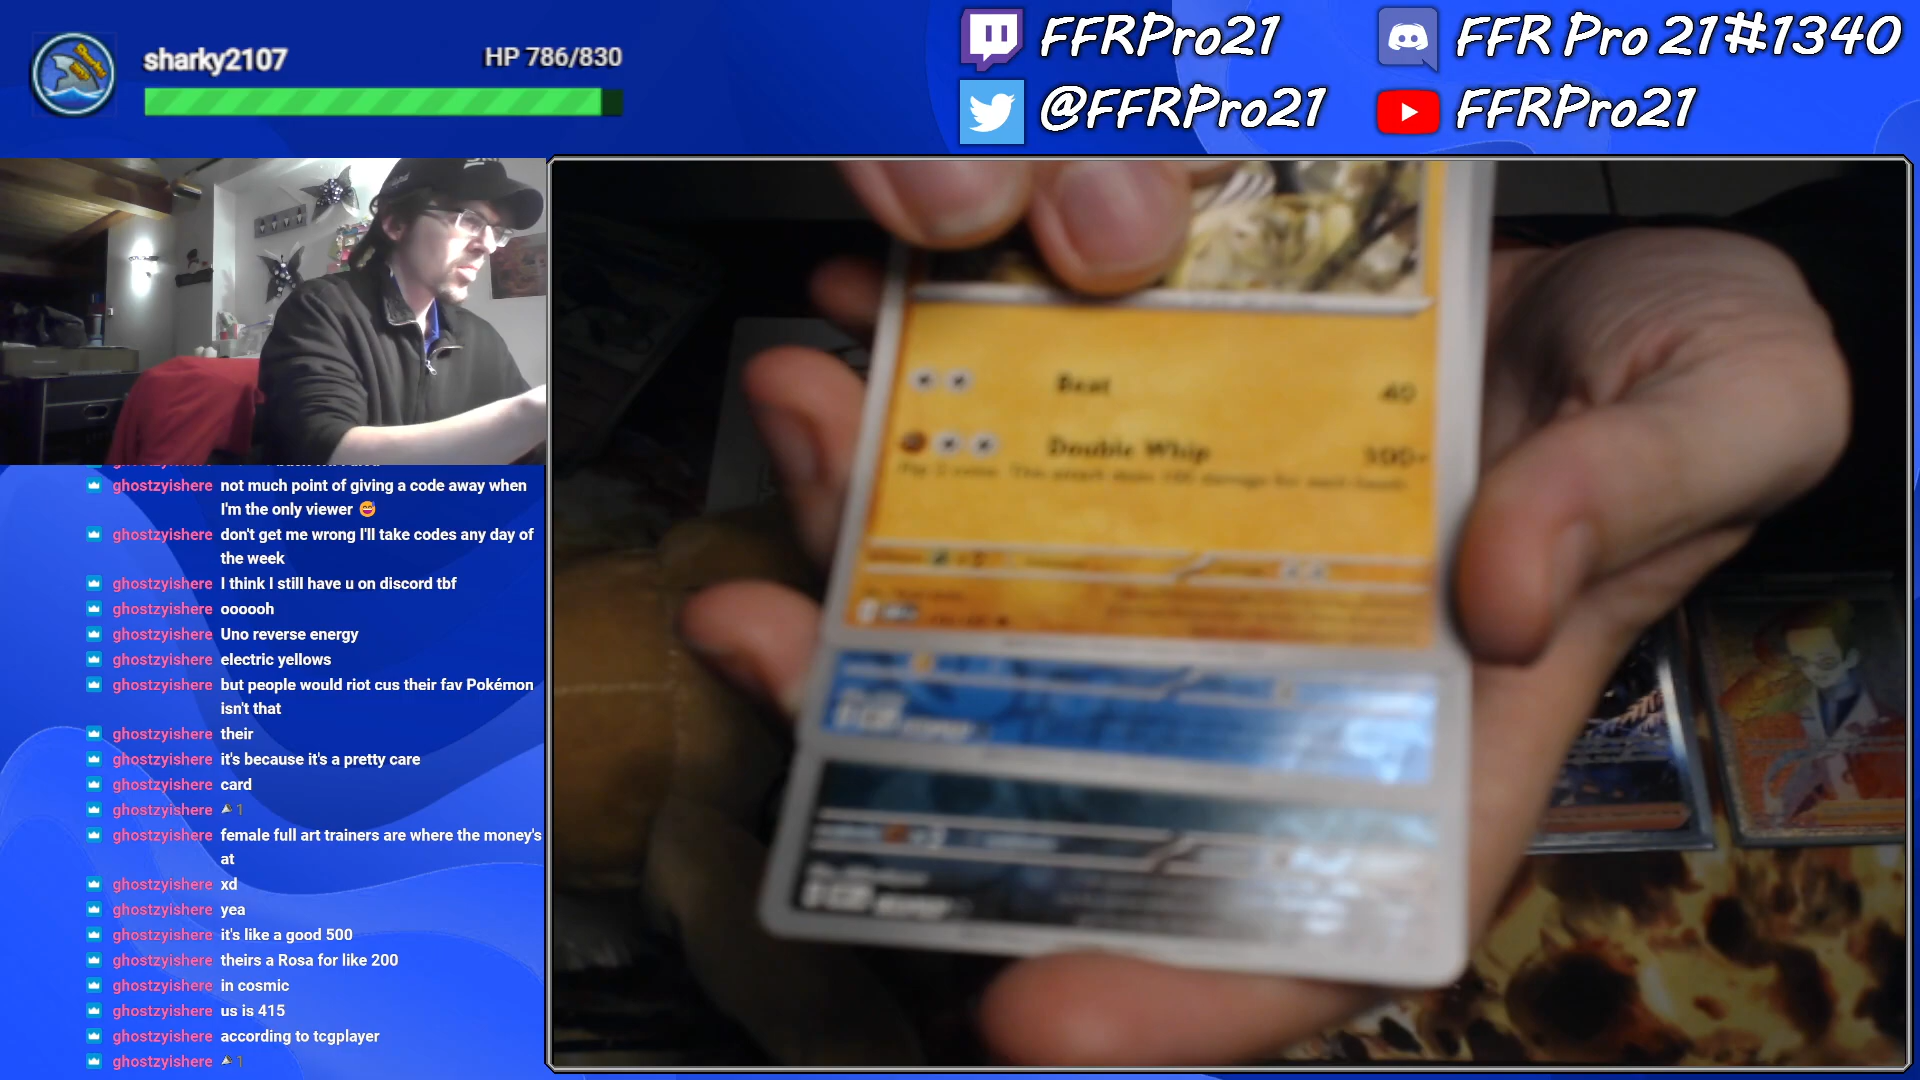 sharky2107
HP 786/830
FFRPro21
FFR Pro 21#1340
@FFRPro21
FFRPro21
ghostzyishere not much point of giving a code away when
I'm the only viewer 😅
ghostzyishere don't get me wrong I'll take codes any day of
the week
ghostzyishere I think I still have u on discord tbf
ghostzyishere oooooh
ghostzyishere Uno reverse energy
ghostzyishere electric yellows
ghostzyishere but people would riot cus their fav Pokémon
isn't that
ghostzyishere their
ghostzyishere it's because it's a pretty care
ghostzyishere card
ghostzyishere 1
ghostzyishere female full art trainers are where the money's
at
ghostzyishere xd
ghostzyishere yea
ghostzyishere it's like a good 500
ghostzyishere theirs a Rosa for like 200
ghostzyishere in cosmic
ghostzyishere us is 415
ghostzyishere according to tcgplayer
ghostzyishere 1
Beat 40
Double Whip